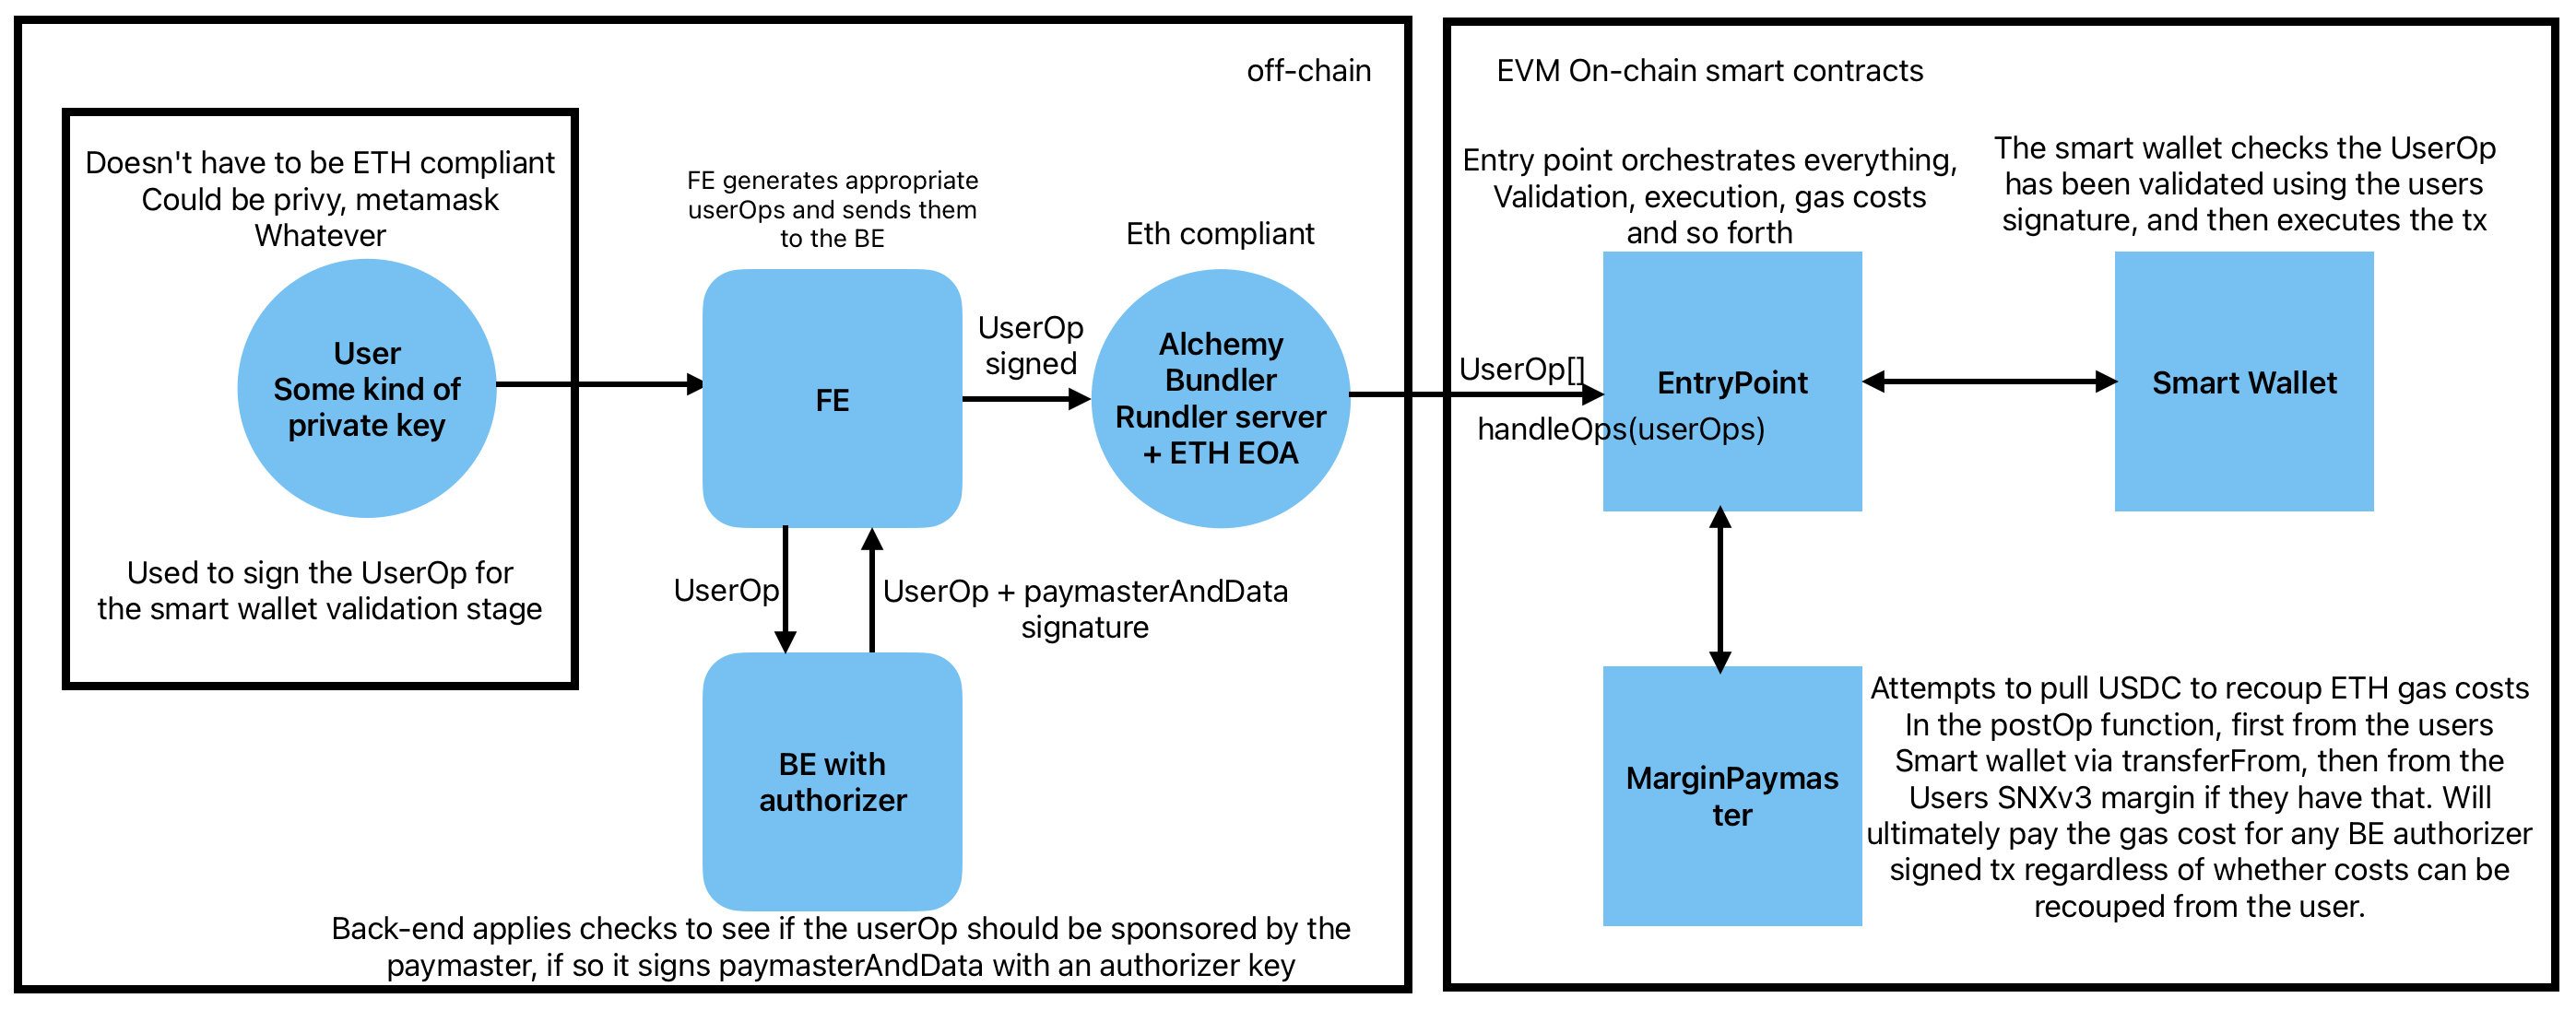 off-chain
Doesn't have to be ETH compliant
Could be privy, metamask
Whatever
User
Some kind of
private key
Used to sign the UserOp for
the smart wallet validation stage
FE generates appropriate
userOps and sends them
to the BE
FE
UserOp
signed
Eth compliant
Alchemy
Bundler
Rundler server
+ ETH EOA
UserOp
UserOp + paymasterAndData
signature
BE with
authorizer
Back-end applies checks to see if the userOp should be sponsored by the
paymaster, if so it signs paymasterAndData with an authorizer key
EVM On-chain smart contracts
Entry point orchestrates everything,
Validation, execution, gas costs
and so forth
UserOp[]
handleOps(userOps)
EntryPoint
The smart wallet checks the UserOp
has been validated using the users
signature, and then executes the tx
Smart Wallet
MarginPaymas
ter
Attempts to pull USDC to recoup ETH gas costs
In the postOp function, first from the users
Smart wallet via transferFrom, then from the
Users SNXv3 margin if they have that. Will
ultimately pay the gas cost for any BE authorizer
signed tx regardless of whether costs can be
recouped from the user.